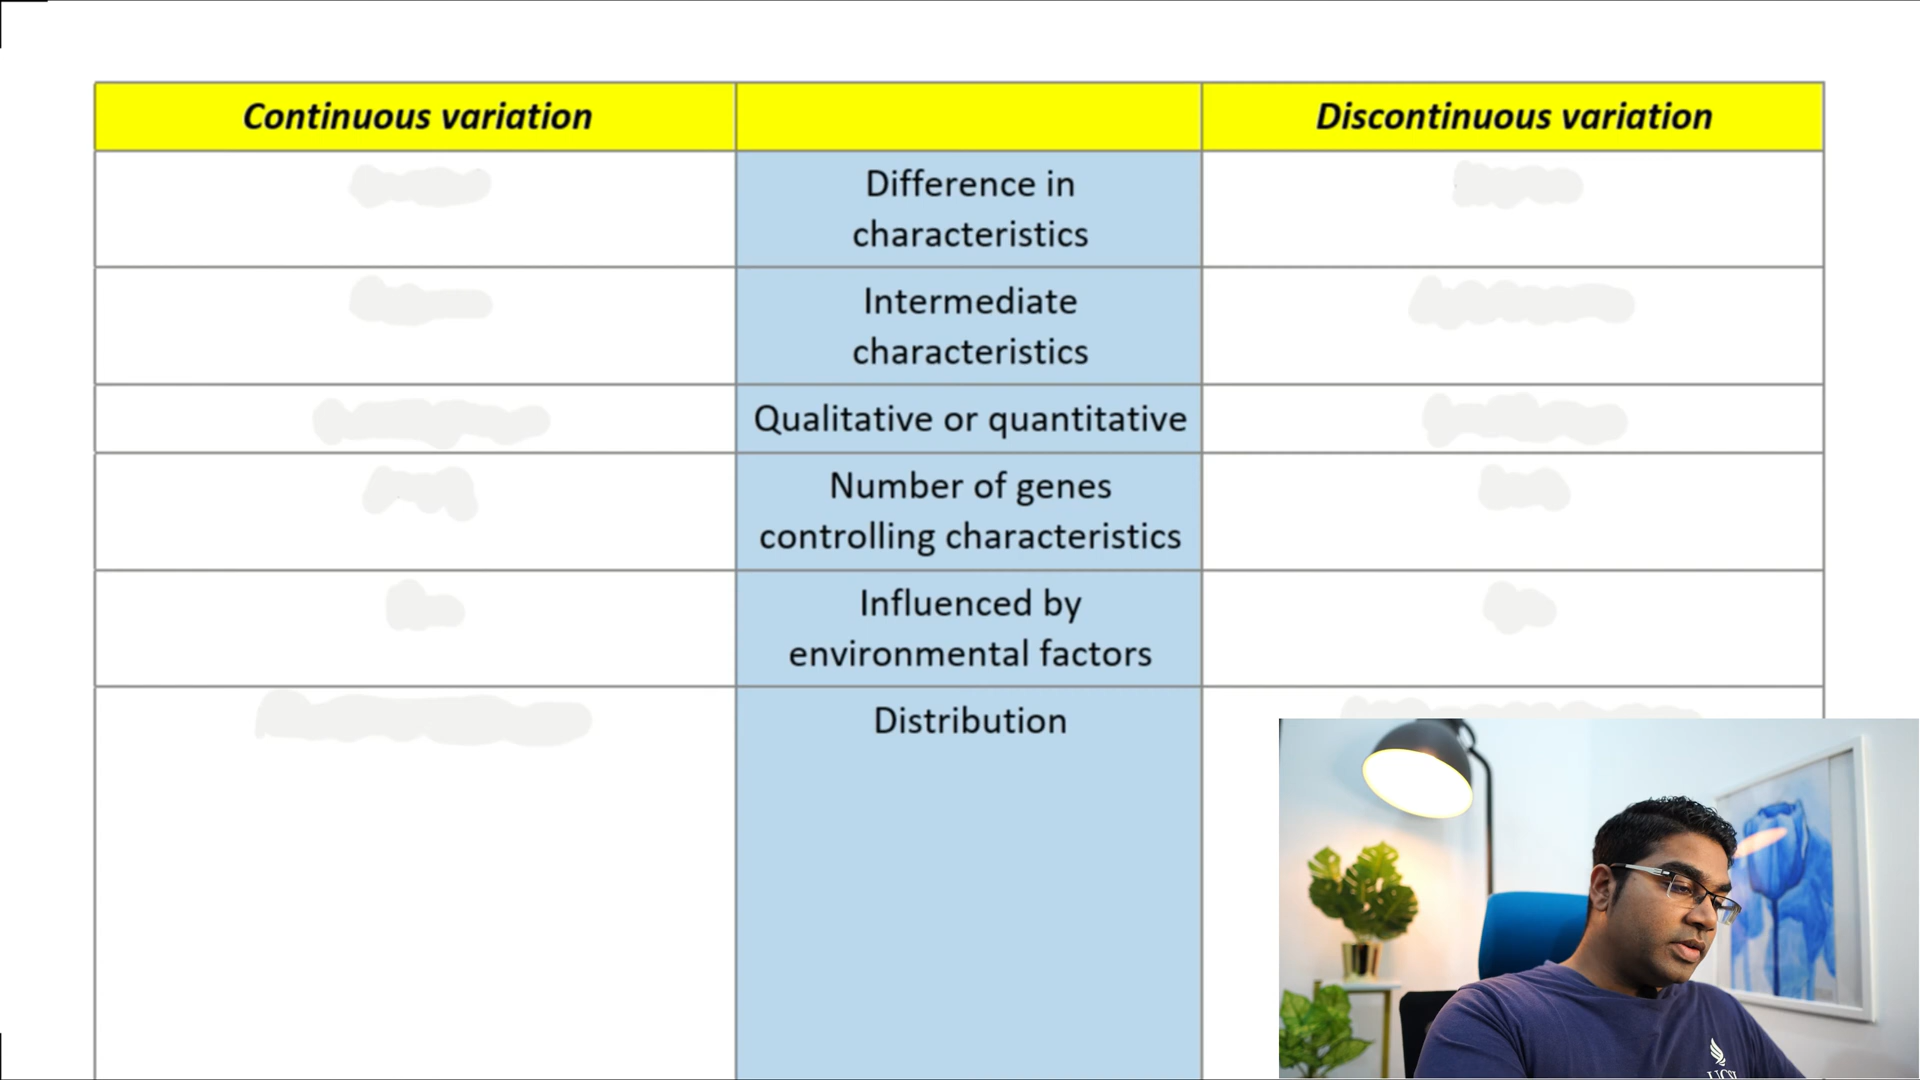 Continuous variation
Discontinuous variation
Difference in
characteristics
Intermediate
characteristics
Qualitative or quantitative
Number of genes
controlling characteristics
Influenced by
environmental factors
Distribution